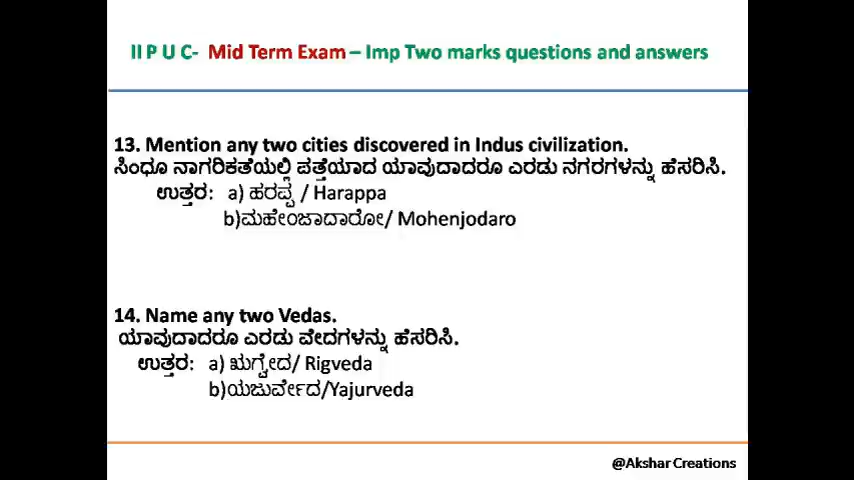 II P U C- Mid Term Exam – Imp Two marks questions and answers
13. Mention any two cities discovered in Indus civilization.
ಸಿಂಧೂ ನಾಗರಿಕತೆಯಲ್ಲಿ ಪತ್ತೆಯಾದ ಯಾವುದಾದರೂ ಎರಡು ನಗರಗಳನ್ನು ಹೆಸರಿಸಿ.
ಉತ್ತರ: a) ಹರಪ್ಪ / Harappa
b)ಮಹೇಂಜಾದಾರೋ/ Mohenjodaro
14. Name any two Vedas.
ಯಾವುದಾದರೂ ಎರಡು ವೇದಗಳನ್ನು ಹೆಸರಿಸಿ.
ಉತ್ತರ: a) ಋಗ್ವೇದ/ Rigveda
b)ಯಜುರ್ವೇದ/Yajurveda
@Akshar Creations